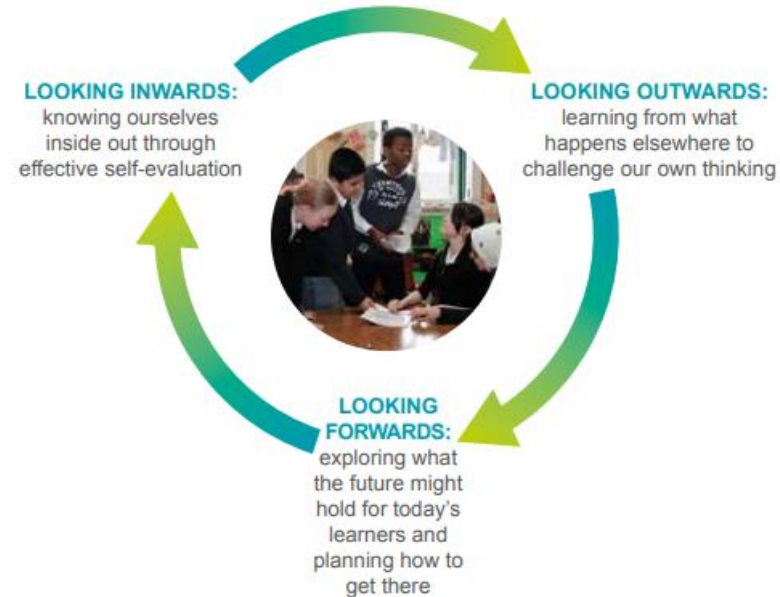 LOOKING INWARDS:
knowing ourselves
inside out through
effective self-evaluation
LOOKING OUTWARDS:
learning from what
happens elsewhere to
challenge our own thinking
LOOKING
FORWARDS:
exploring what
the future might
hold for today's
learners and
planning how to
get there